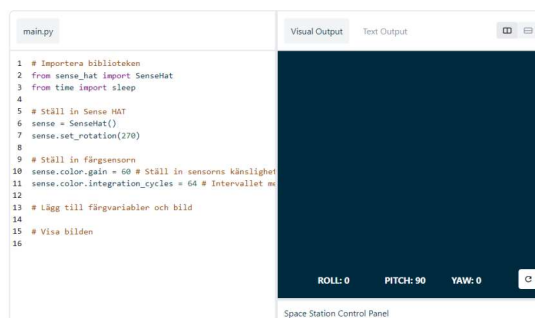 main.py
1 # Importera biblioteken
2 from sense_hat import SenseHat
3 from time import sleep
4
5 # Ställ in Sense HAT
6 sense = SenseHat()
7 sense.set_rotation(270)
8
9 # Ställ in färgsensorn
10 sense.color.gain = 60 # Ställ in sensorns känslighet
11 sense.color.integration_cycles = 64 # Intervallet
12
13 # Lägg till färgvariabler och bild
14
15 # Visa bilden
16
Visual Output Text Output
ROLL: 0 PITCH: 90 YAW: 0
Space Station Control Panel